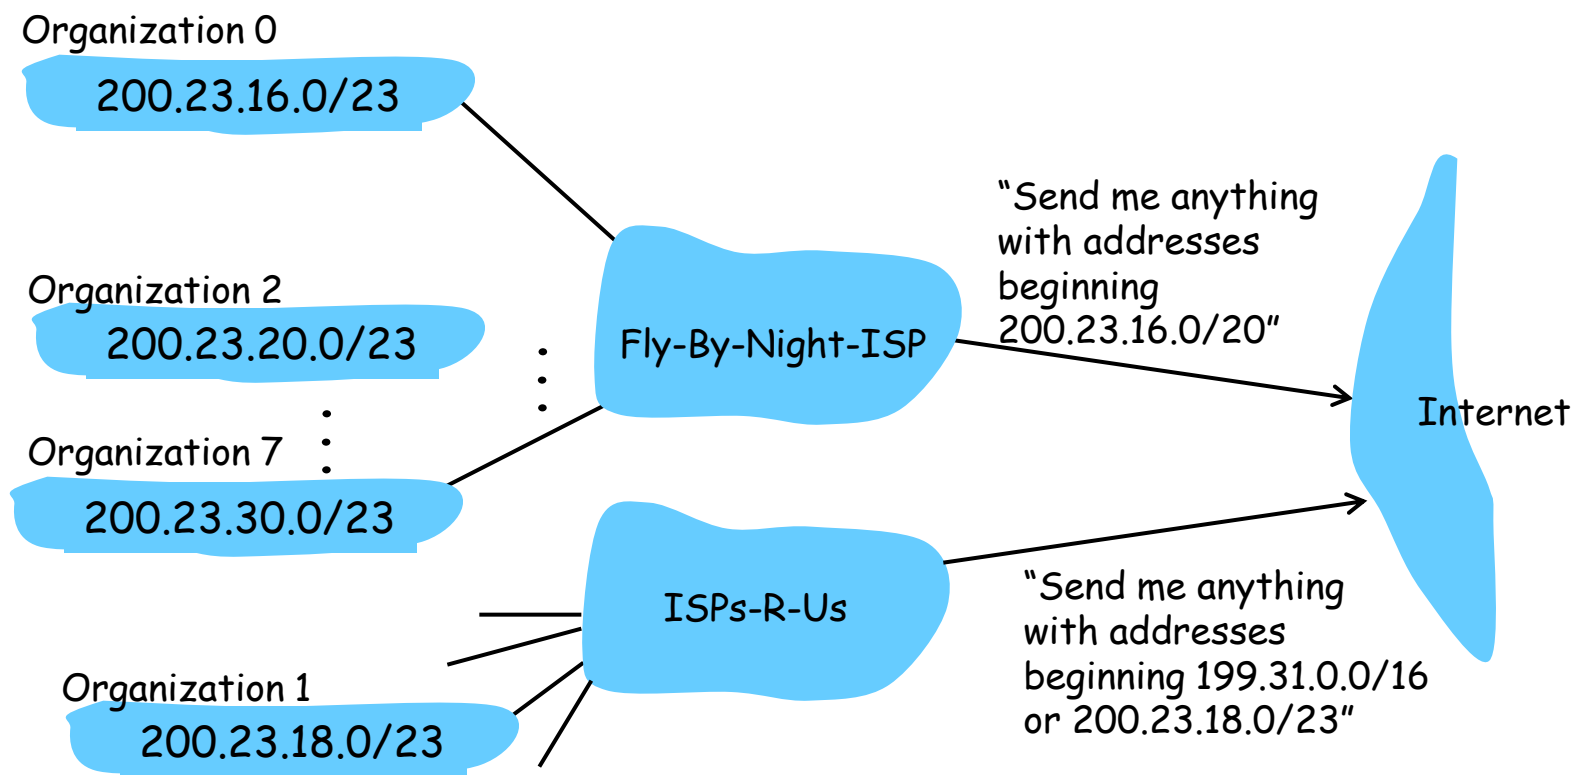 Organization 0
200.23.16.0/23
Organization 2
200.23.20.0/23
Organization 7
200.23.30.0/23
Fly-By-Night-ISP
“Send me anything
with addresses
beginning
200.23.16.0/20”
Internet
ISPs-R-Us
Organization 1
200.23.18.0/23
“Send me anything
with addresses
beginning 199.31.0.0/16
or 200.23.18.0/23”